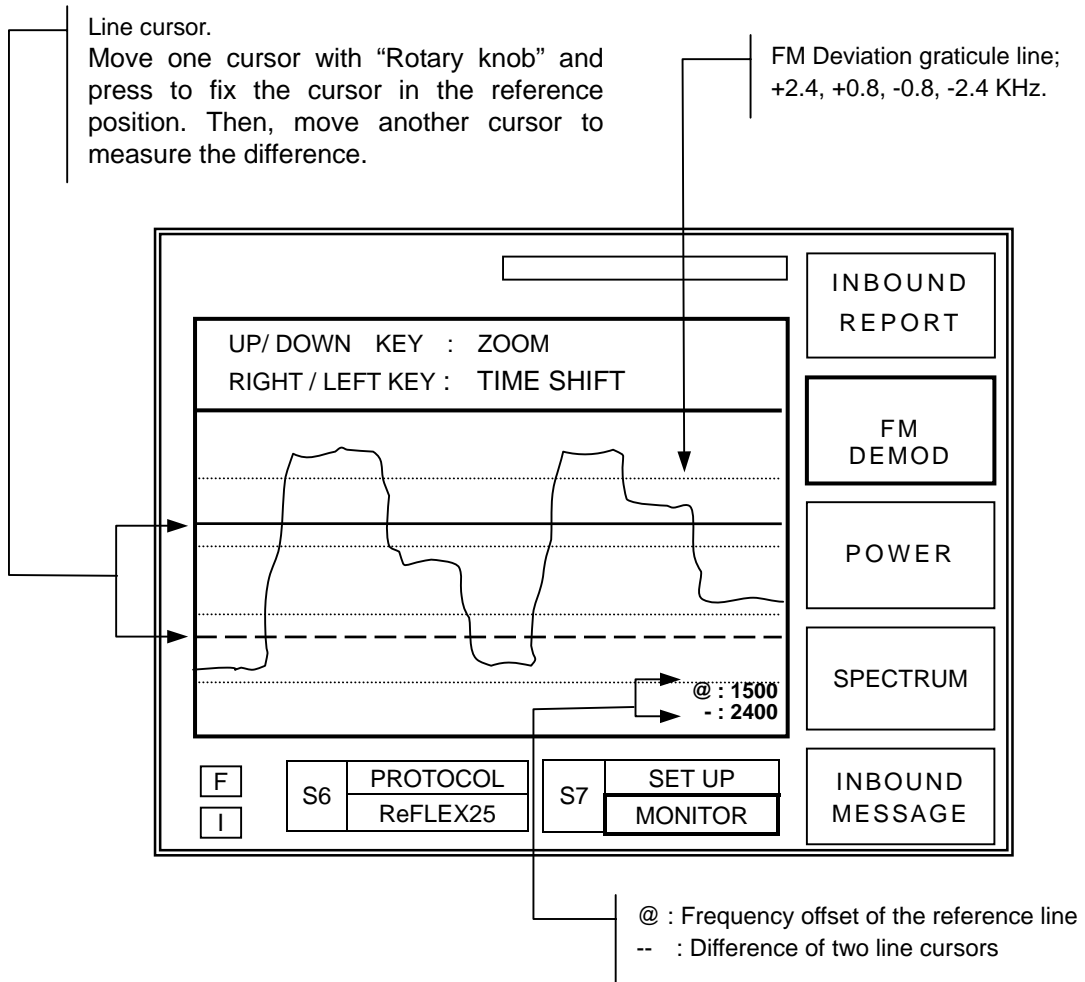 Line cursor.
Move one cursor with “Rotary knob” and
press to fix the cursor in the reference
position. Then, move another cursor to
measure the difference.
FM Deviation graticule line;
+2.4, +0.8, -0.8, -2.4 KHz.
INBOUND
REPORT
UP/ DOWN KEY : ZOOM
RIGHT / LEFT KEY : TIME SHIFT
FM
DEMOD
POWER
SPECTRUM
@ : 1500
- : 2400
F
I
S6
PROTOCOL
ReFLEX25
S7
SET UP
MONITOR
INBOUND
MESSAGE
@ : Frequency offset of the reference line
-- : Difference of two line cursors